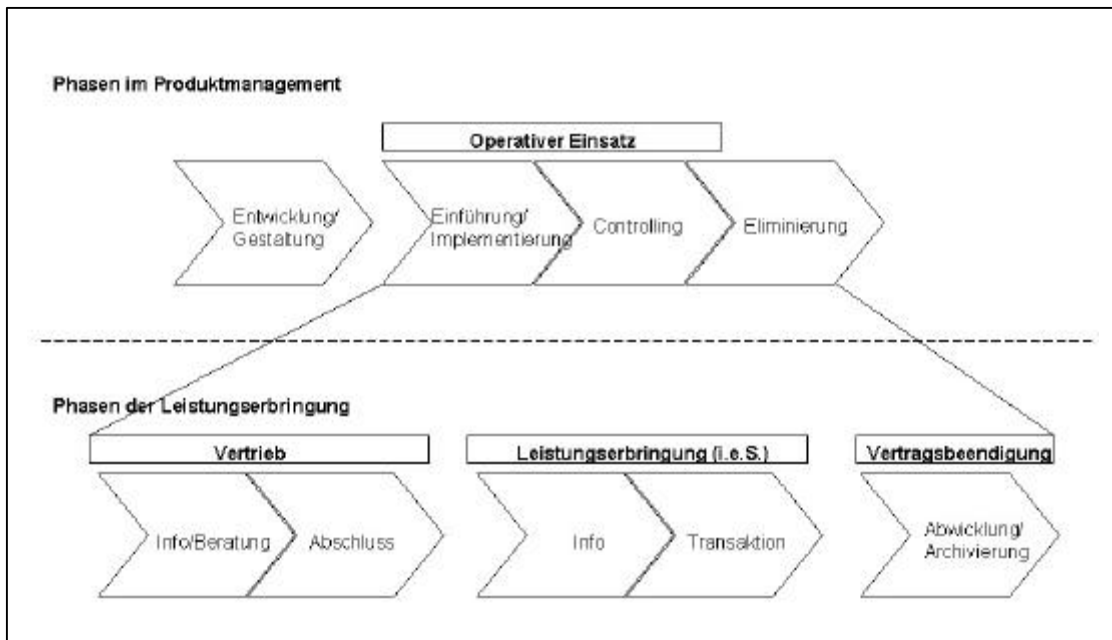 Phasen im Produktmanagement
Operativer Einsatz
Entwicklung/
Gestaltung
Einführung/
Implementierung
Controlling
Eliminierung
Phasen der Leistungserbringung
Vertrieb
Leistungserbringung (i.e.S.)
Vertragsbeendigung
Info/Beratung
Abschluss
Info
Transaktion
Abwicklung/
Archivierung